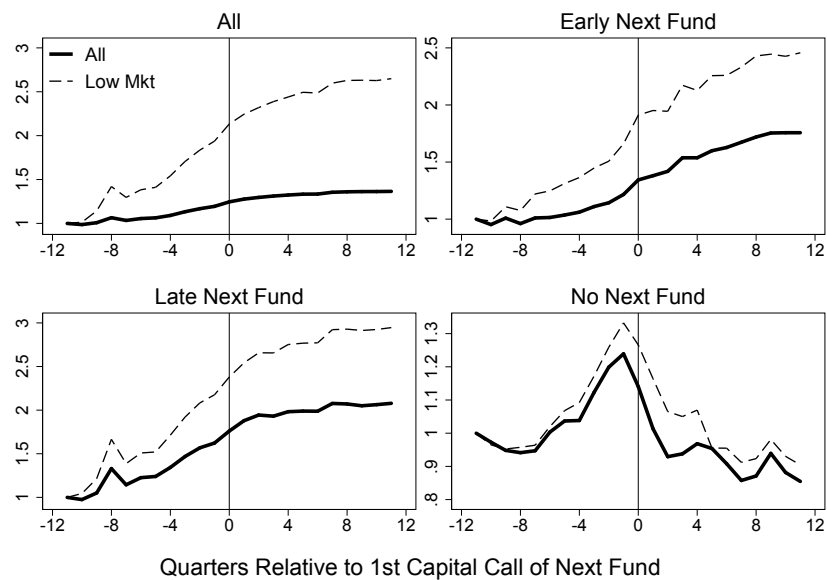 All
All
Low Mkt
1 1.5 2 2.5 3
-12 -8 -4 0 4 8 12
Early Next Fund
1 1.5 2 2.5
-12 -8 -4 0 4 8 12
Late Next Fund
1 1.5 2 2.5 3
-12 -8 -4 0 4 8 12
No Next Fund
.8 .9 1 1.1 1.2 1.3
-12 -8 -4 0 4 8 12
Quarters Relative to 1st Capital Call of Next Fund